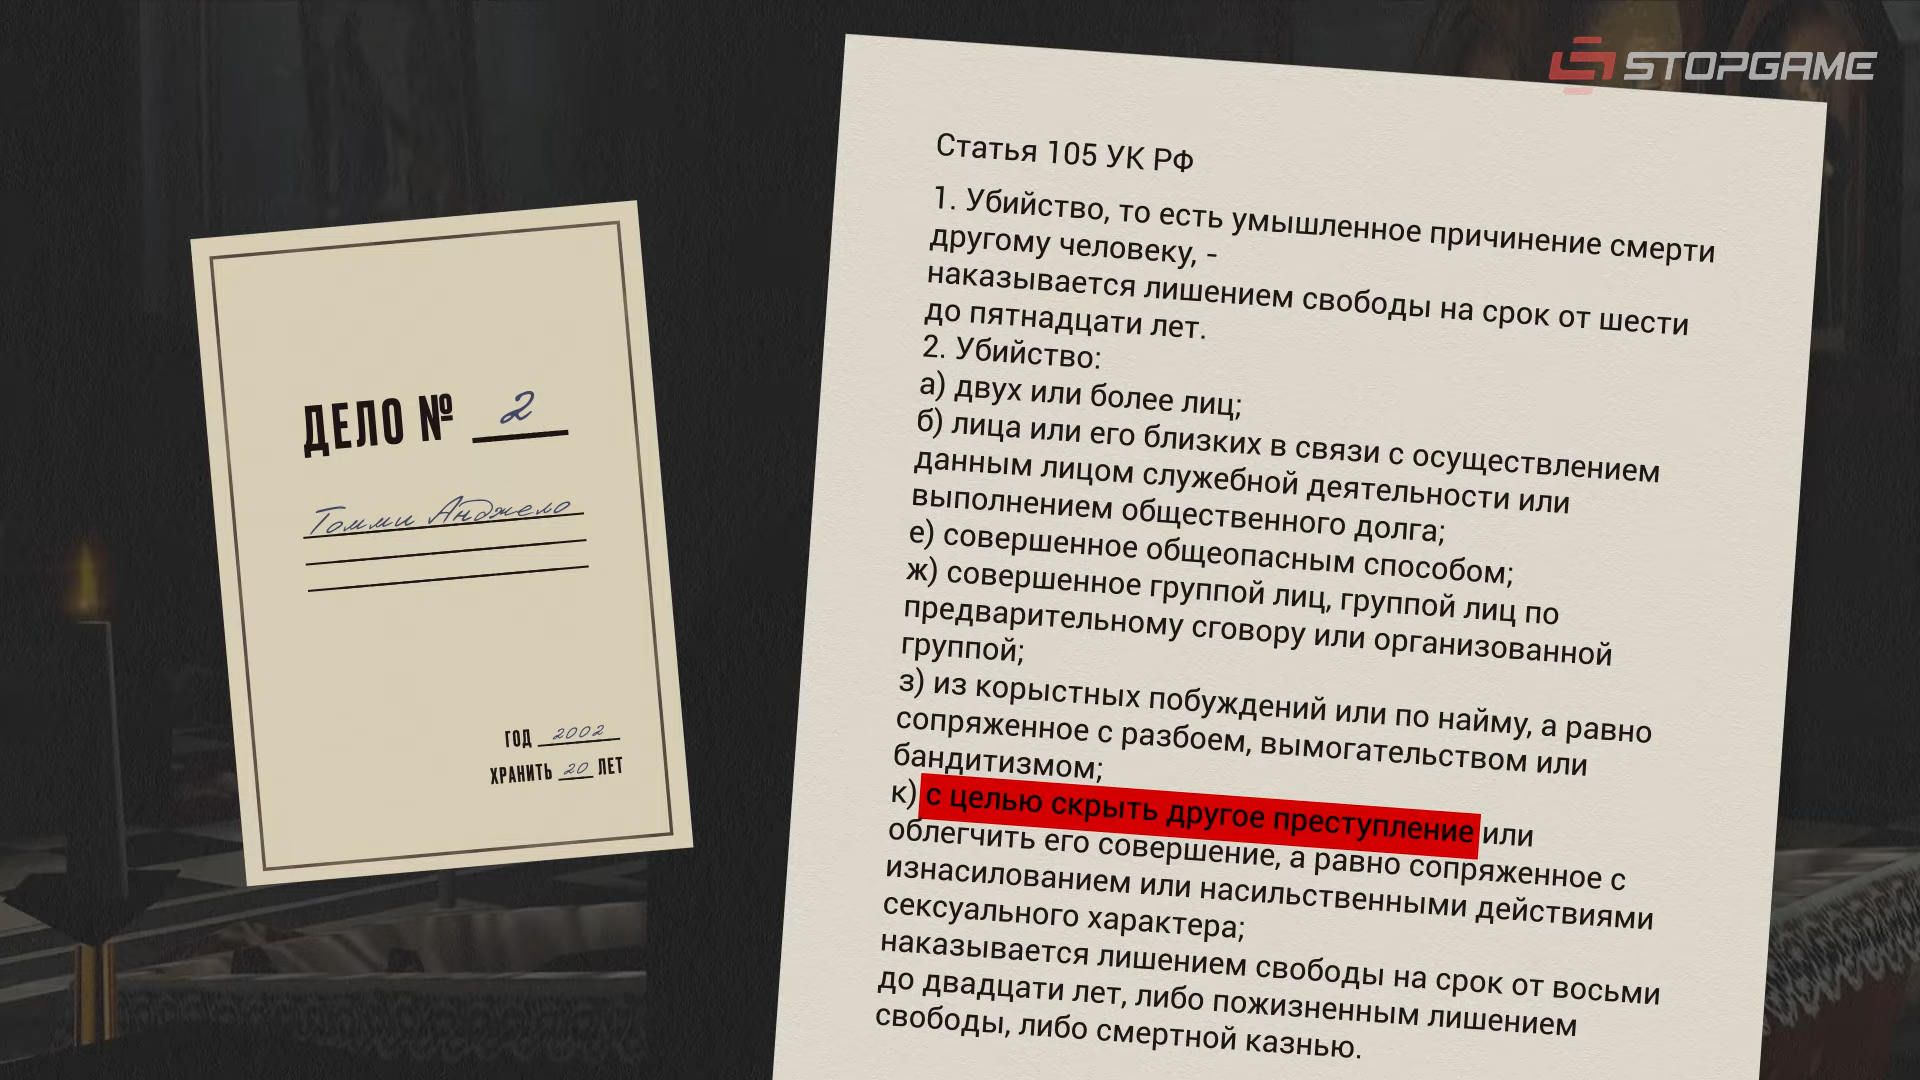 STOPGAME
ДЕЛО № 2
Томми Анджело
ГОД 2002
ХРАНИТЬ 20 ЛЕТ
Статья 105 УК РФ
1. Убийство, то есть умышленное причинение смерти
другому человеку, -
наказывается лишением свободы на срок от шести
до пятнадцати лет.
2. Убийство:
а) двух или более лиц;
б) лица или его близких в связи с осуществлением
данным лицом служебной деятельности или
выполнением общественного долга;
е) совершенное общеопасным способом;
ж) совершенное группой лиц, группой лиц по
предварительному сговору или организованной
группой;
з) из корыстных побуждений или по найму, а равно
сопряженное с разбоем, вымогательством или
бандитизмом;
к) с целью скрыть другое преступление или
облегчить его совершение, а равно сопряженное с
изнасилованием или насильственными действиями
сексуального характера;
наказывается лишением свободы на срок от восьми
до двадцати лет, либо пожизненным лишением
свободы, либо смертной казнью.